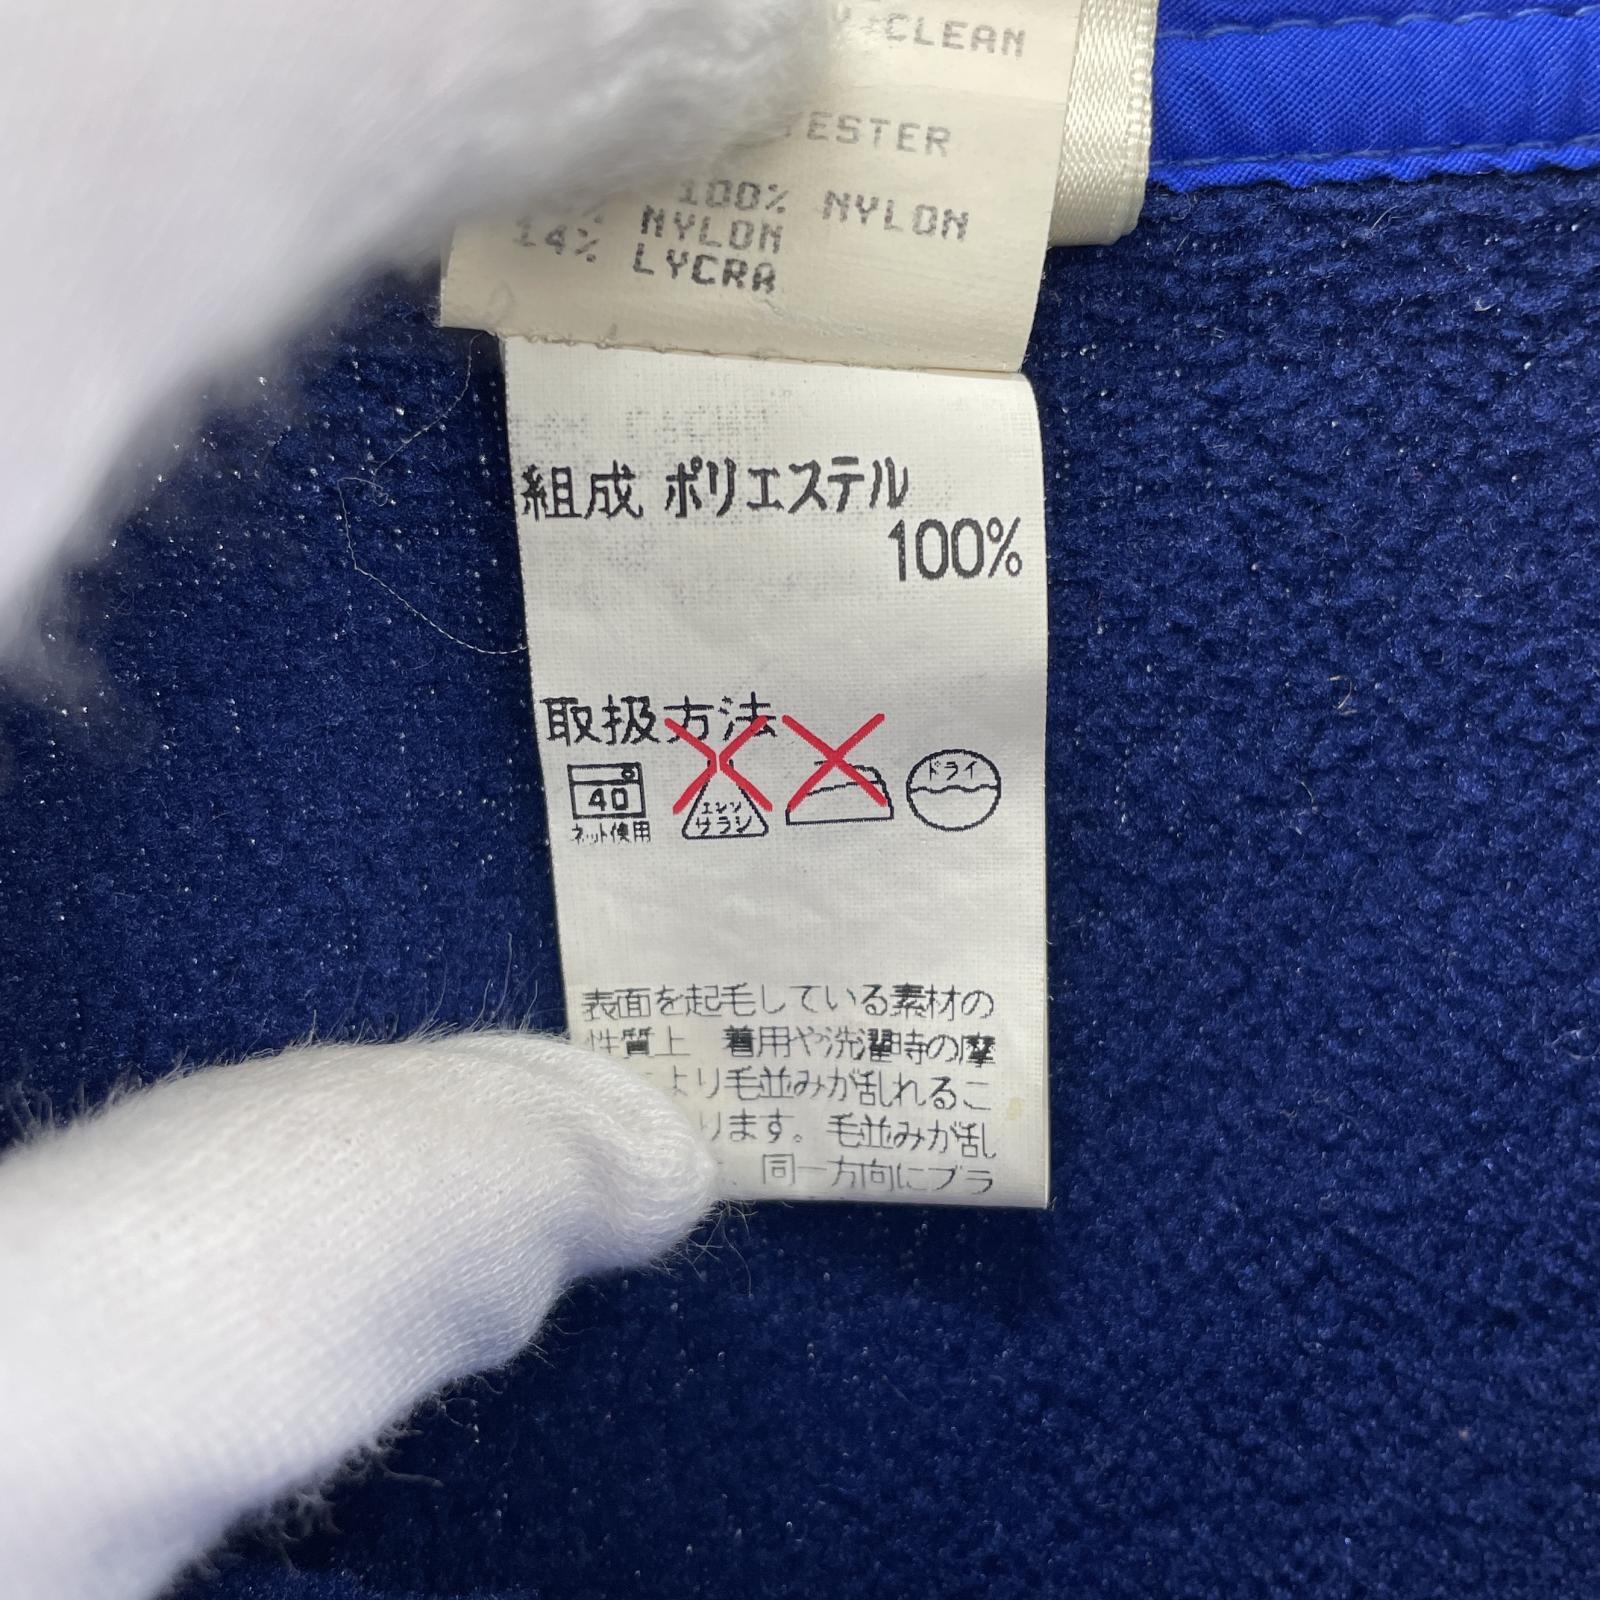 CLEAN
ESTER
100% NYLON
NYLON
14% LYCRA
組成 ポリエステル
100%
取扱方法
40
ネット使用
エンソ
サラシ
ドライ
表面を起毛している素材の
性質上 着用や洗濯時の摩
より毛並みが乱れるこ
ります。毛並みが乱
同一方向にブラ